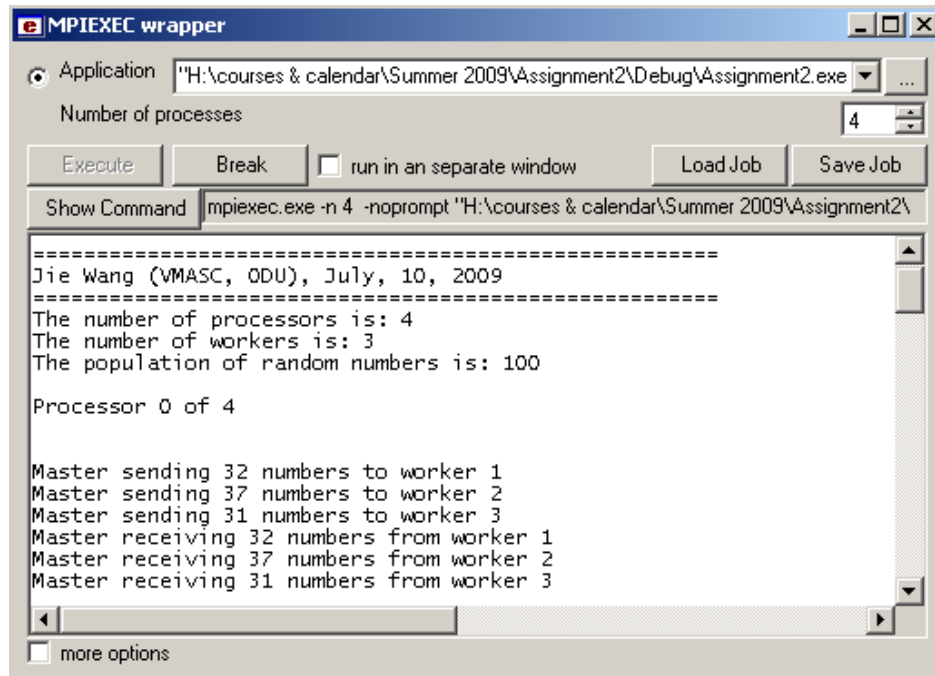 e MPIEXEC wrapper
Application "H:\courses & calendar\Summer 2009\Assignment2\Debug\Assignment2.exe ...
Number of processes 4
Execute Break run in an separate window Load Job Save Job
Show Command mpiexec.exe -n 4 -noprompt "H:\courses & calendar\Summer 2009\Assignment2\
======================================================
Jie Wang (VMASC, ODU), July, 10, 2009
======================================================
The number of processors is: 4
The number of workers is: 3
The population of random numbers is: 100
Processor 0 of 4
Master sending 32 numbers to worker 1
Master sending 37 numbers to worker 2
Master sending 31 numbers to worker 3
Master receiving 32 numbers from worker 1
Master receiving 37 numbers from worker 2
Master receiving 31 numbers from worker 3
more options